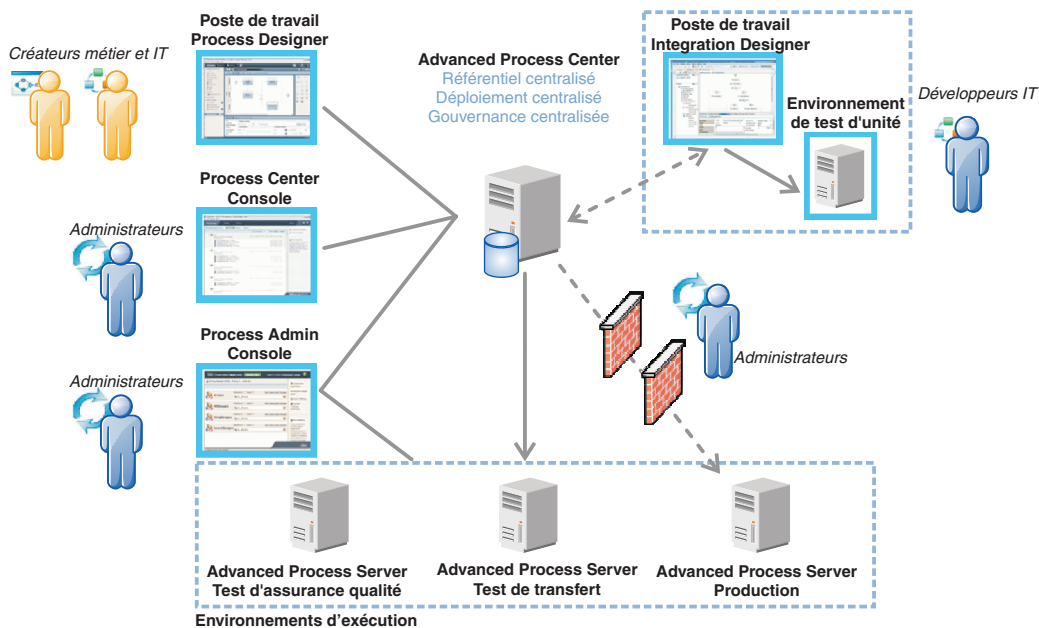 Créateurs métier et IT
Poste de travail
Process Designer
Advanced Process Center
Référentiel centralisé
Déploiement centralisé
Gouvernance centralisée
Poste de travail
Integration Designer
Environnement
de test d'unité
Développeurs IT
Process Center
Console
Administrateurs
Process Admin
Console
Administrateurs
Administrateurs
Advanced Process Server
Test d'assurance qualité
Advanced Process Server
Test de transfert
Advanced Process Server
Production
Environnements d’exécution